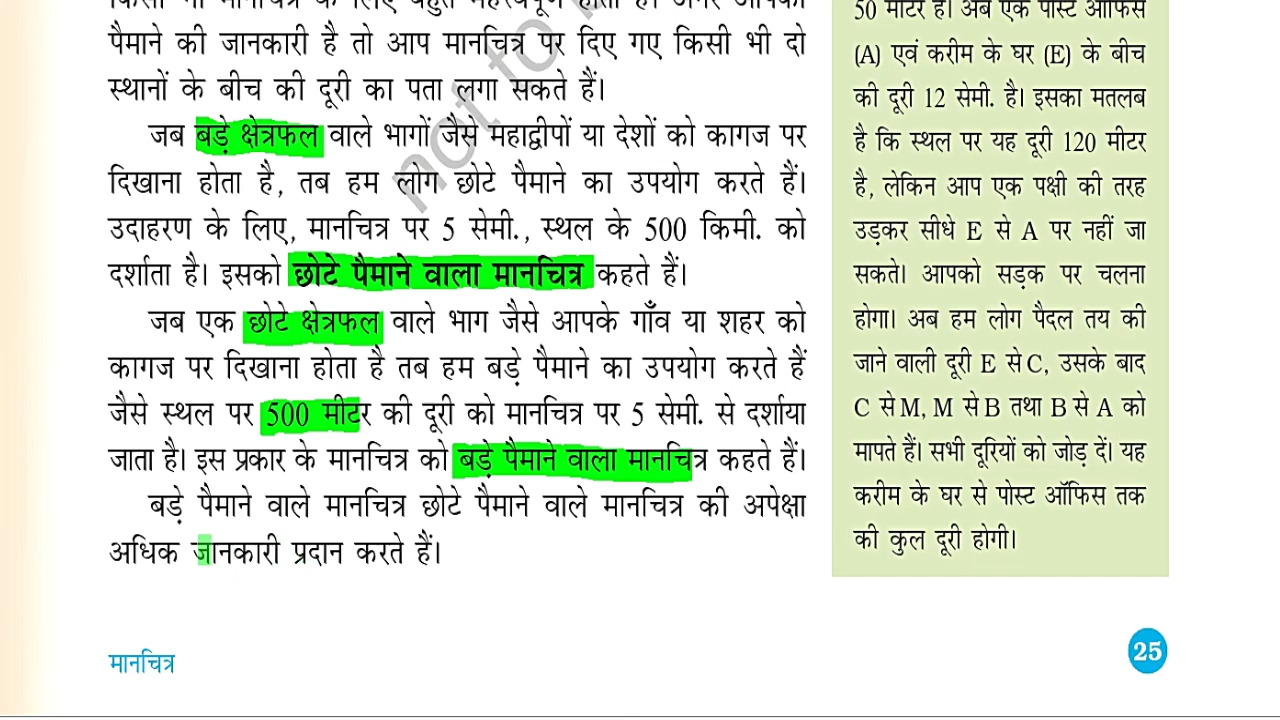 पैमाने की जानकारी है तो आप मानचित्र पर दिए गए किसी भी दो
स्थानों के बीच की दूरी का पता लगा सकते हैं।
जब बड़े क्षेत्रफल वाले भागों जैसे महाद्वीपों या देशों को कागज पर
दिखाना होता है, तब हम लोग छोटे पैमाने का उपयोग करते हैं।
उदाहरण के लिए, मानचित्र पर 5 सेमी., स्थल के 500 किमी. को
दर्शाता है। इसको छोटे पैमाने वाला मानचित्र कहते हैं।
जब एक छोटे क्षेत्रफल वाले भाग जैसे आपके गाँव या शहर को
कागज पर दिखाना होता है तब हम बड़े पैमाने का उपयोग करते हैं
जैसे स्थल पर 500 मीटर की दूरी को मानचित्र पर 5 सेमी. से दर्शाया
जाता है। इस प्रकार के मानचित्र को बड़े पैमाने वाला मानचित्र कहते हैं।
बड़े पैमाने वाले मानचित्र छोटे पैमाने वाले मानचित्र की अपेक्षा
अधिक जानकारी प्रदान करते हैं।
not to
50 मीटर है। अब एक पोस्ट ऑफिस
(A) एवं करीम के घर (E) के बीच
की दूरी 12 सेमी. है। इसका मतलब
है कि स्थल पर यह दूरी 120 मीटर
है, लेकिन आप एक पक्षी की तरह
उड़कर सीधे E से A पर नहीं जा
सकते। आपको सड़क पर चलना
होगा। अब हम लोग पैदल तय की
जाने वाली दूरी E से C, उसके बाद
C से M, M से B तथा B से A को
मापते हैं। सभी दूरियों को जोड़ दें। यह
करीम के घर से पोस्ट ऑफिस तक
की कुल दूरी होगी।
मानचित्र
25